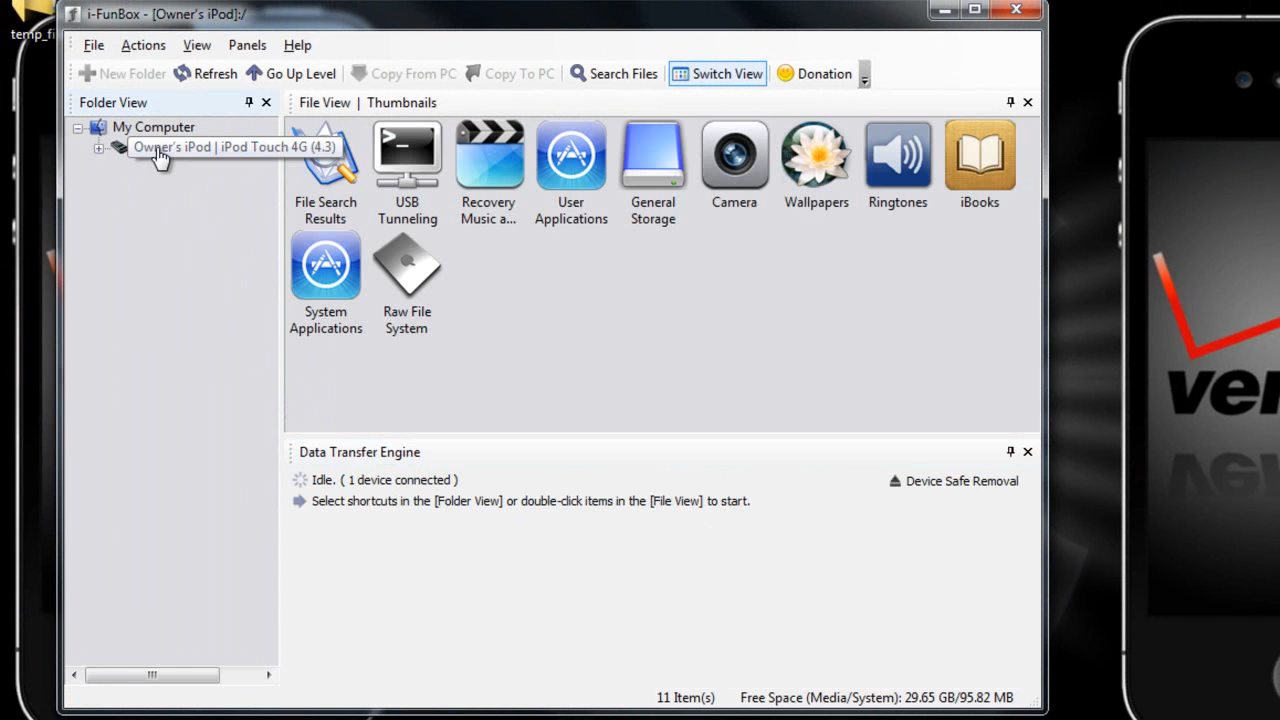 temp_fi
i-FunBox - [Owner's iPod]:/
File Actions View Panels Help
New Folder Refresh Go Up Level Copy From PC Copy To PC Search Files Switch View Donation
Folder View
File View | Thumbnails
My Computer
Owner's iPod | iPod Touch 4G (4.3)
File Search Results
USB Tunneling
Recovery Music a...
User Applications
General Storage
Camera
Wallpapers
Ringtones
iBooks
System Applications
Raw File System
Data Transfer Engine
Idle. ( 1 device connected )
Device Safe Removal
Select shortcuts in the [Folder View] or double-click items in the [File View] to start.
11 Item(s)
Free Space (Media/System): 29.65 GB/95.82 MB
ver